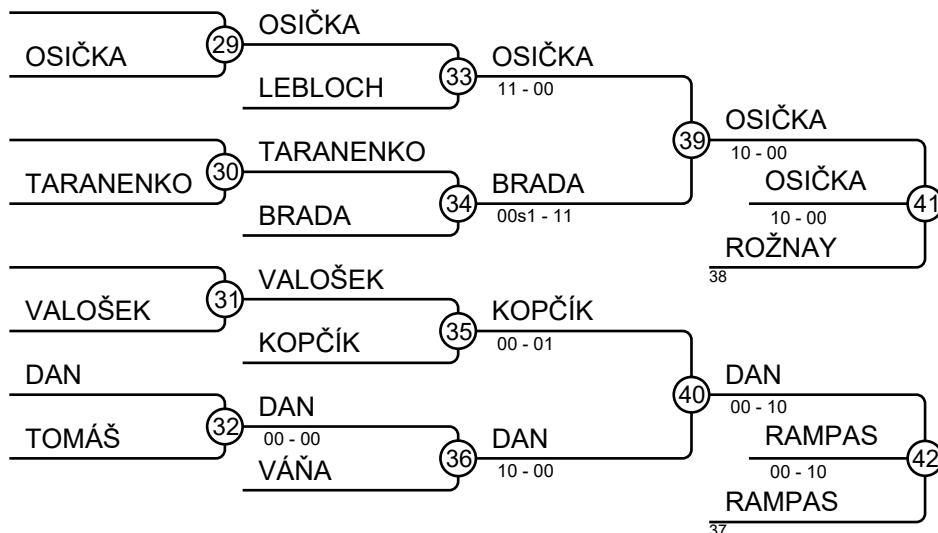 OSIČKA
29
OSIČKA
LEBLOCH
33
OSIČKA
11 - 00
TARANENKO
30
TARANENKO
BRADA
34
BRADA
00s1 - 11
39
OSIČKA
10 - 00
OSIČKA
10 - 00
41
ROŽNAY
38
VALOŠEK
31
VALOŠEK
KOPČÍK
35
KOPČÍK
00 - 01
DAN
TOMÁŠ
32
DAN
00 - 00
VÁŇA
36
DAN
10 - 00
40
DAN
00 - 10
RAMPAS
00 - 10
42
RAMPAS
37